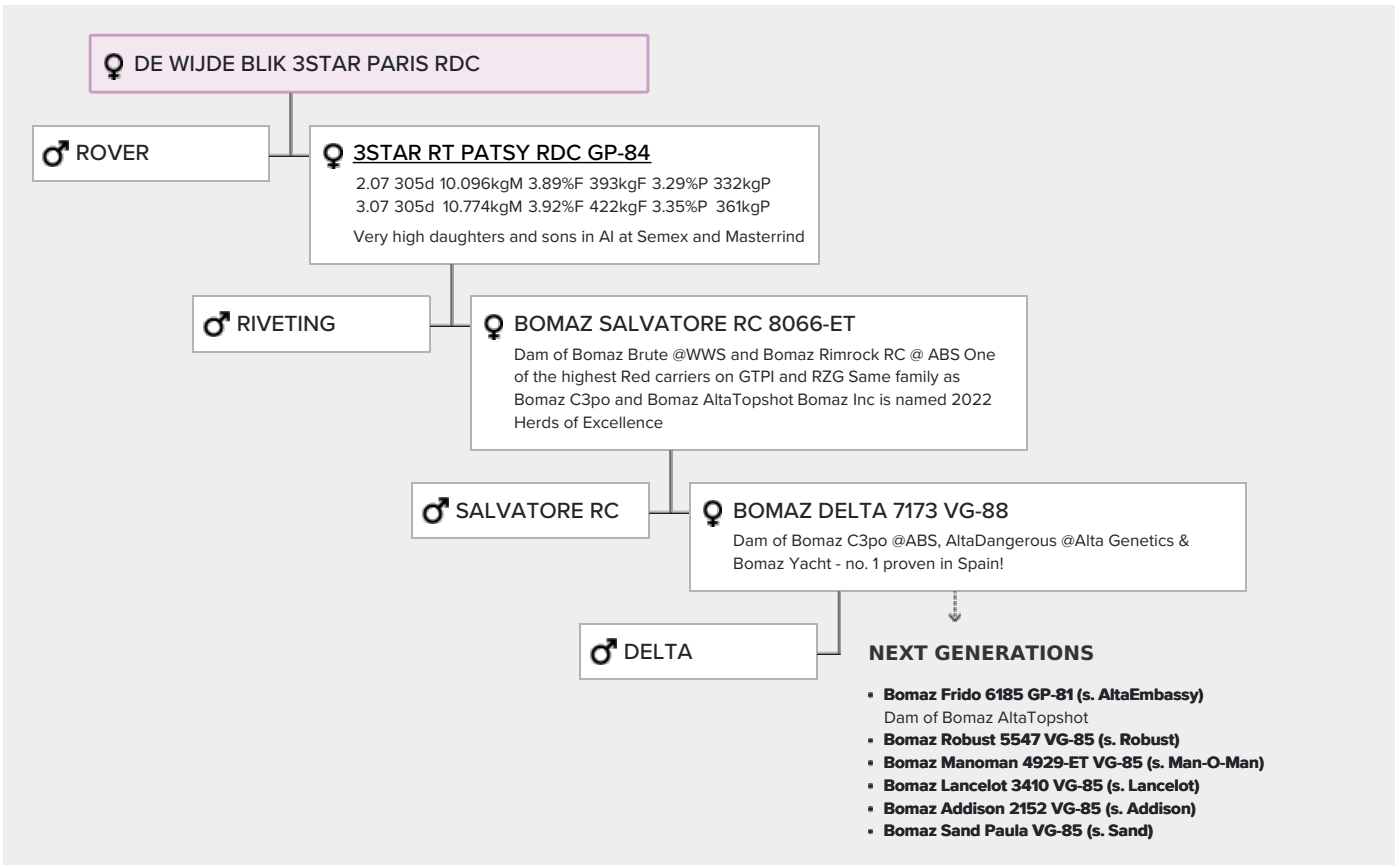 DE WIJDE BLIK 3STAR PARIS RDC
ROVER
3STAR RT PATSY RDC GP-84
2.07 305d 10.096kgM 3.89%F 393kgF 3.29%P 332kgP
3.07 305d 10.774kgM 3.92%F 422kgF 3.35%P 361kgP
Very high daughters and sons in AI at Semex and Masterrind
RIVETING
BOMAZ SALVATORE RC 8066-ET
Dam of Bomaz Brute @WWS and Bomaz Rimrock RC @ ABS One
of the highest Red carriers on GTPI and RZG Same family as
Bomaz C3po and Bomaz AltaTopshot Bomaz Inc is named 2022
Herds of Excellence
SALVATORE RC
BOMAZ DELTA 7173 VG-88
Dam of Bomaz C3po @ABS, AltaDangerous @Alta Genetics &
Bomaz Yacht - no. 1 proven in Spain!
DELTA
NEXT GENERATIONS
• Bomaz Frido 6185 GP-81 (s. AltaEmbassy)
Dam of Bomaz AltaTopshot
• Bomaz Robust 5547 VG-85 (s. Robust)
• Bomaz Manoman 4929-ET VG-85 (s. Man-O-Man)
• Bomaz Lancelot 3410 VG-85 (s. Lancelot)
• Bomaz Addison 2152 VG-85 (s. Addison)
• Bomaz Sand Paula VG-85 (s. Sand)